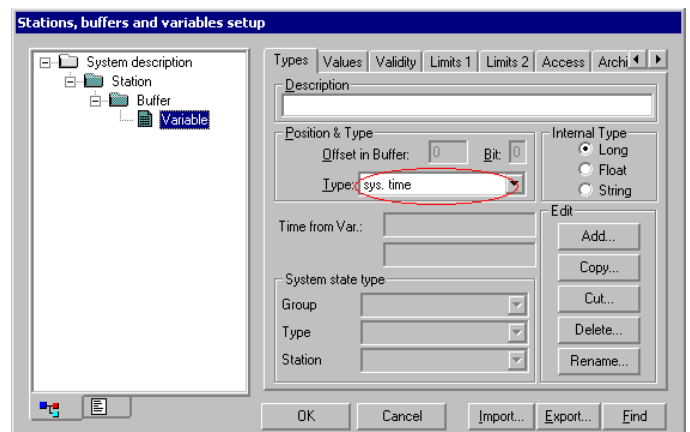 Stations, buffers and variables setup
System description
Station
Buffer
Variable
Types Values Validity Limits 1 Limits 2 Access Archi
Description
Position & Type
Offset in Buffer: 0 Bit: 0
Type: sys. time
Internal Type
Long
Float
String
Time from Var.:
System state type
Group
Type
Station
Edit
Add...
Copy...
Cut...
Delete...
Rename...
OK Cancel Import... Export... Find